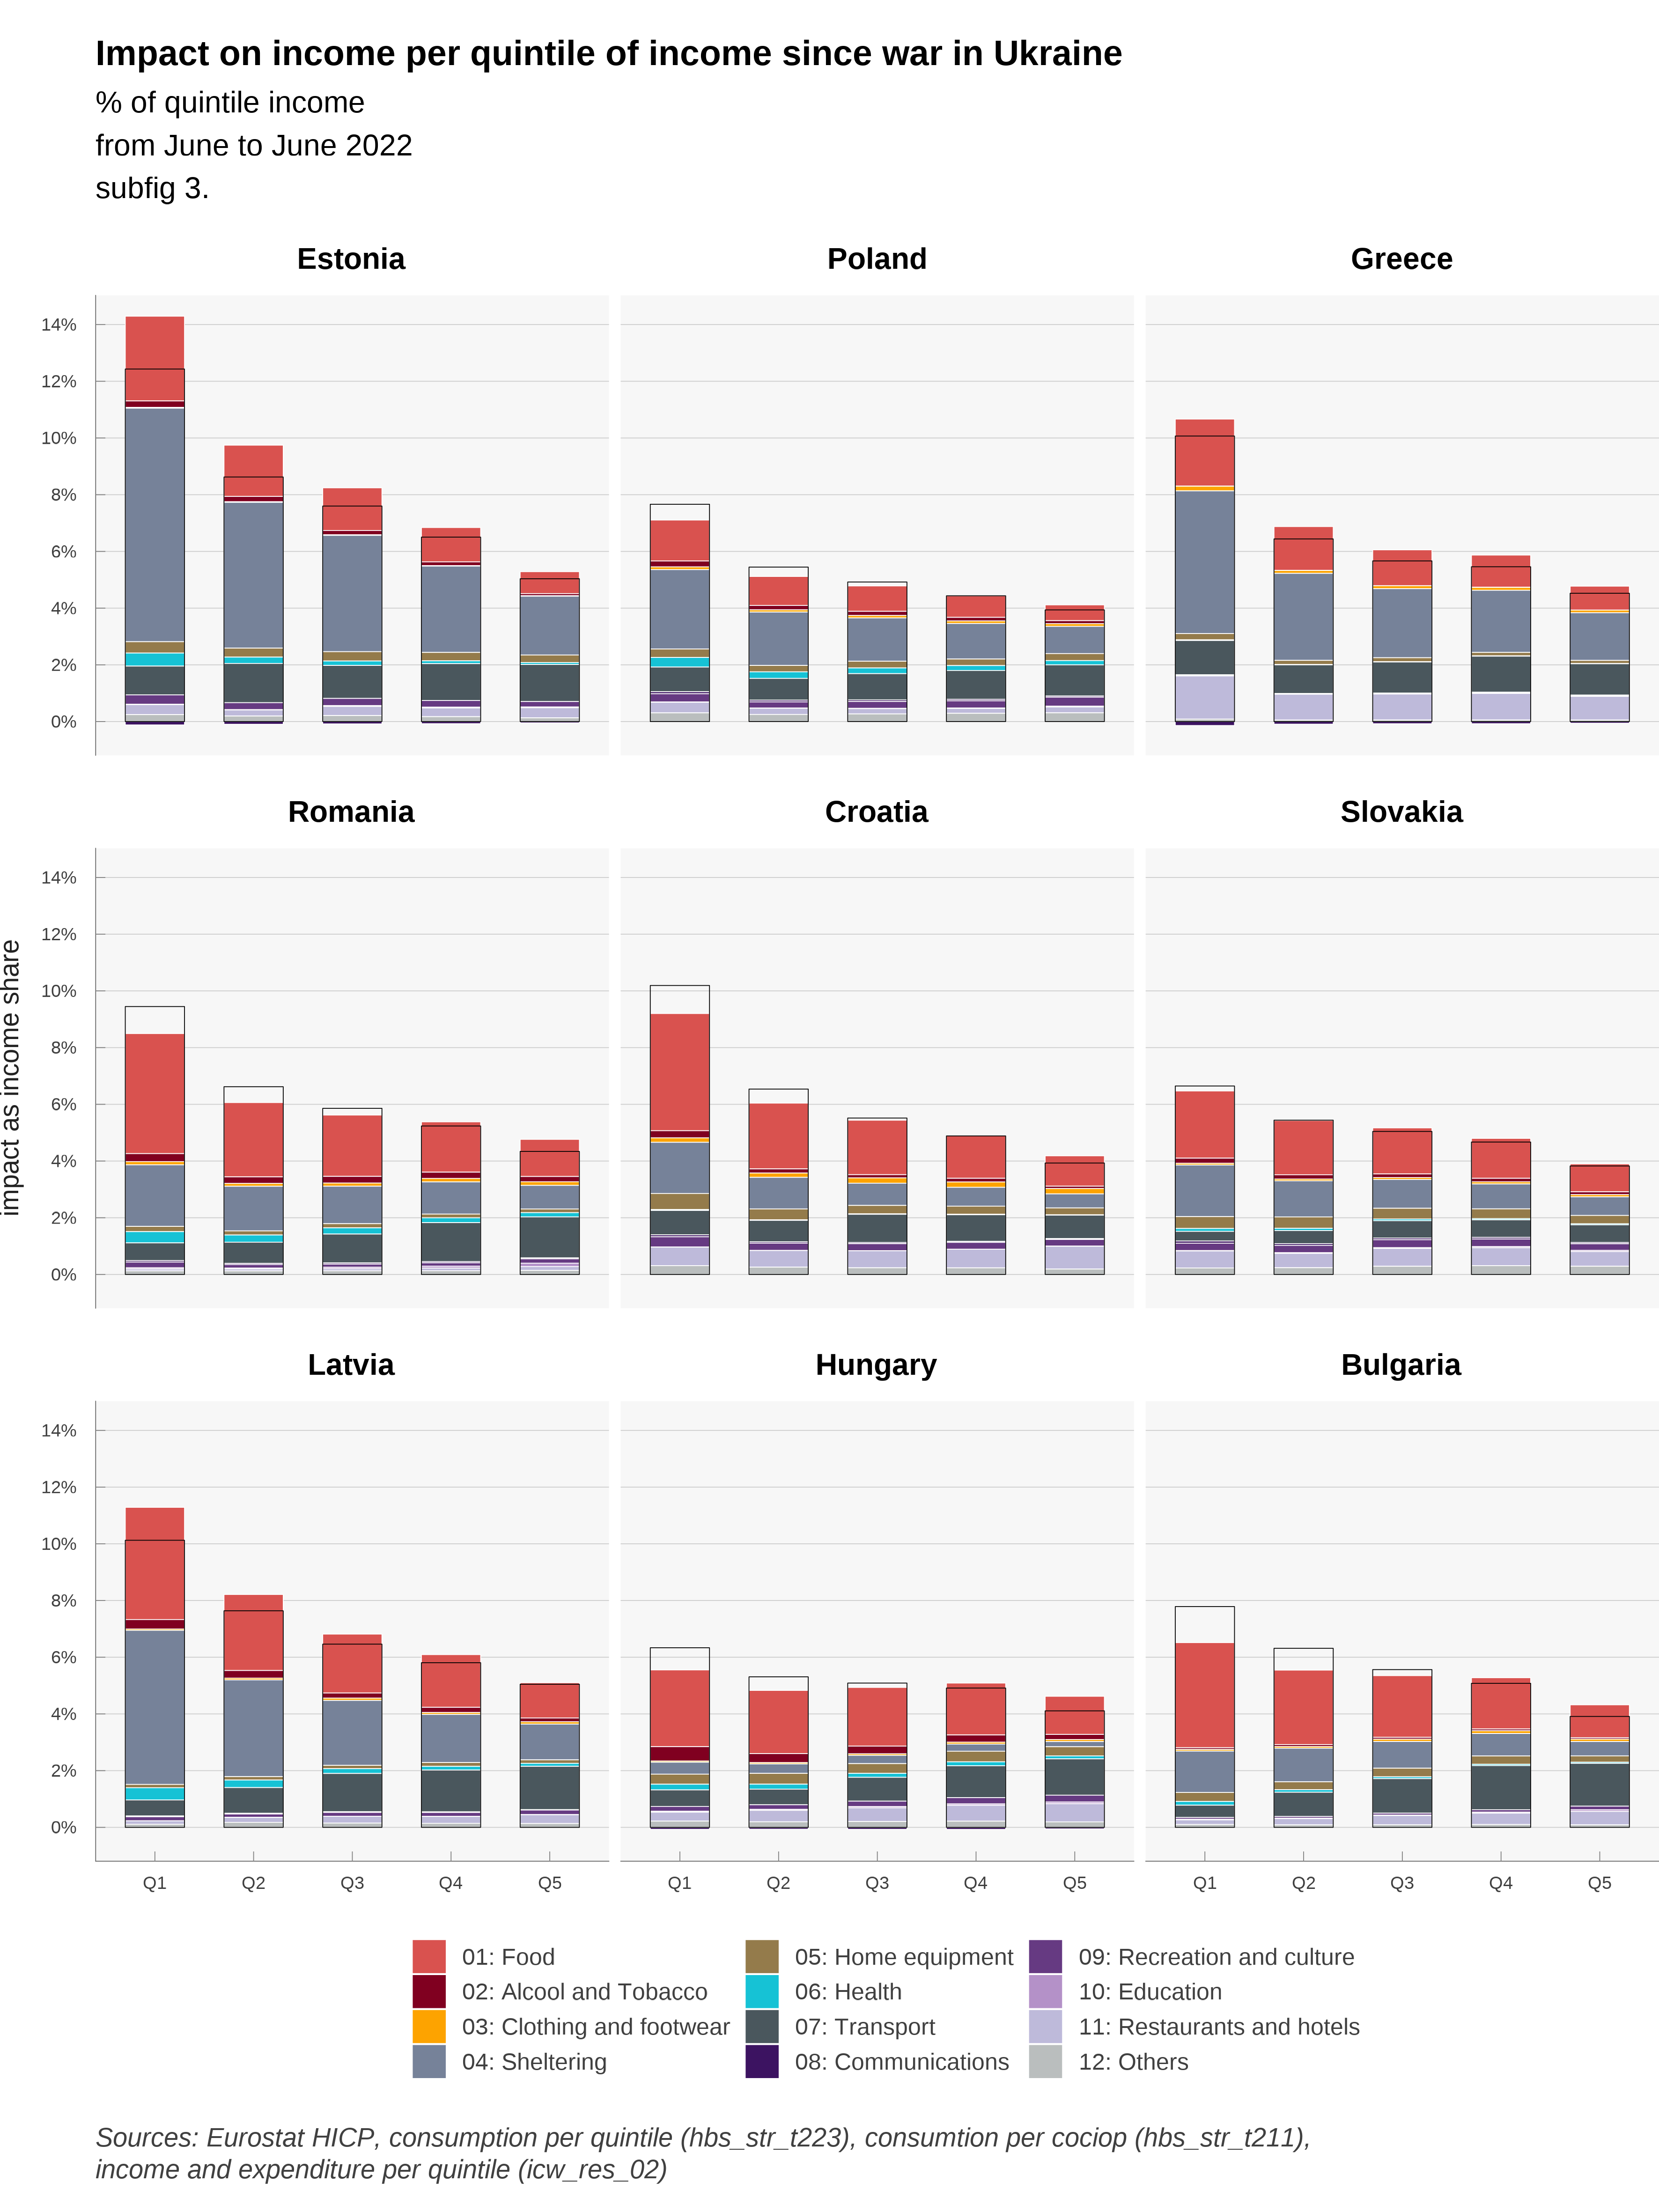 Impact on income per quintile of income since war in Ukraine
% of quintile income
from June to June 2022
subfig 3.
Estonia
Poland
Greece
14%
12%
10%
8%
6%
4%
2%
0%
Romania
Croatia
Slovakia
14%
12%
10%
8%
6%
4%
2%
0%
impact as income share
Latvia
Hungary
Bulgaria
14%
12%
10%
8%
6%
4%
2%
0%
Q1 Q2 Q3 Q4 Q5 Q1 Q2 Q3 Q4 Q5 Q1 Q2 Q3 Q4 Q5
01: Food
02: Alcool and Tobacco
03: Clothing and footwear
04: Sheltering
05: Home equipment
06: Health
07: Transport
08: Communications
09: Recreation and culture
10: Education
11: Restaurants and hotels
12: Others
Sources: Eurostat HICP, consumption per quintile (hbs_str_t223), consumtion per cociop (hbs_str_t211),
income and expenditure per quintile (icw_res_02)